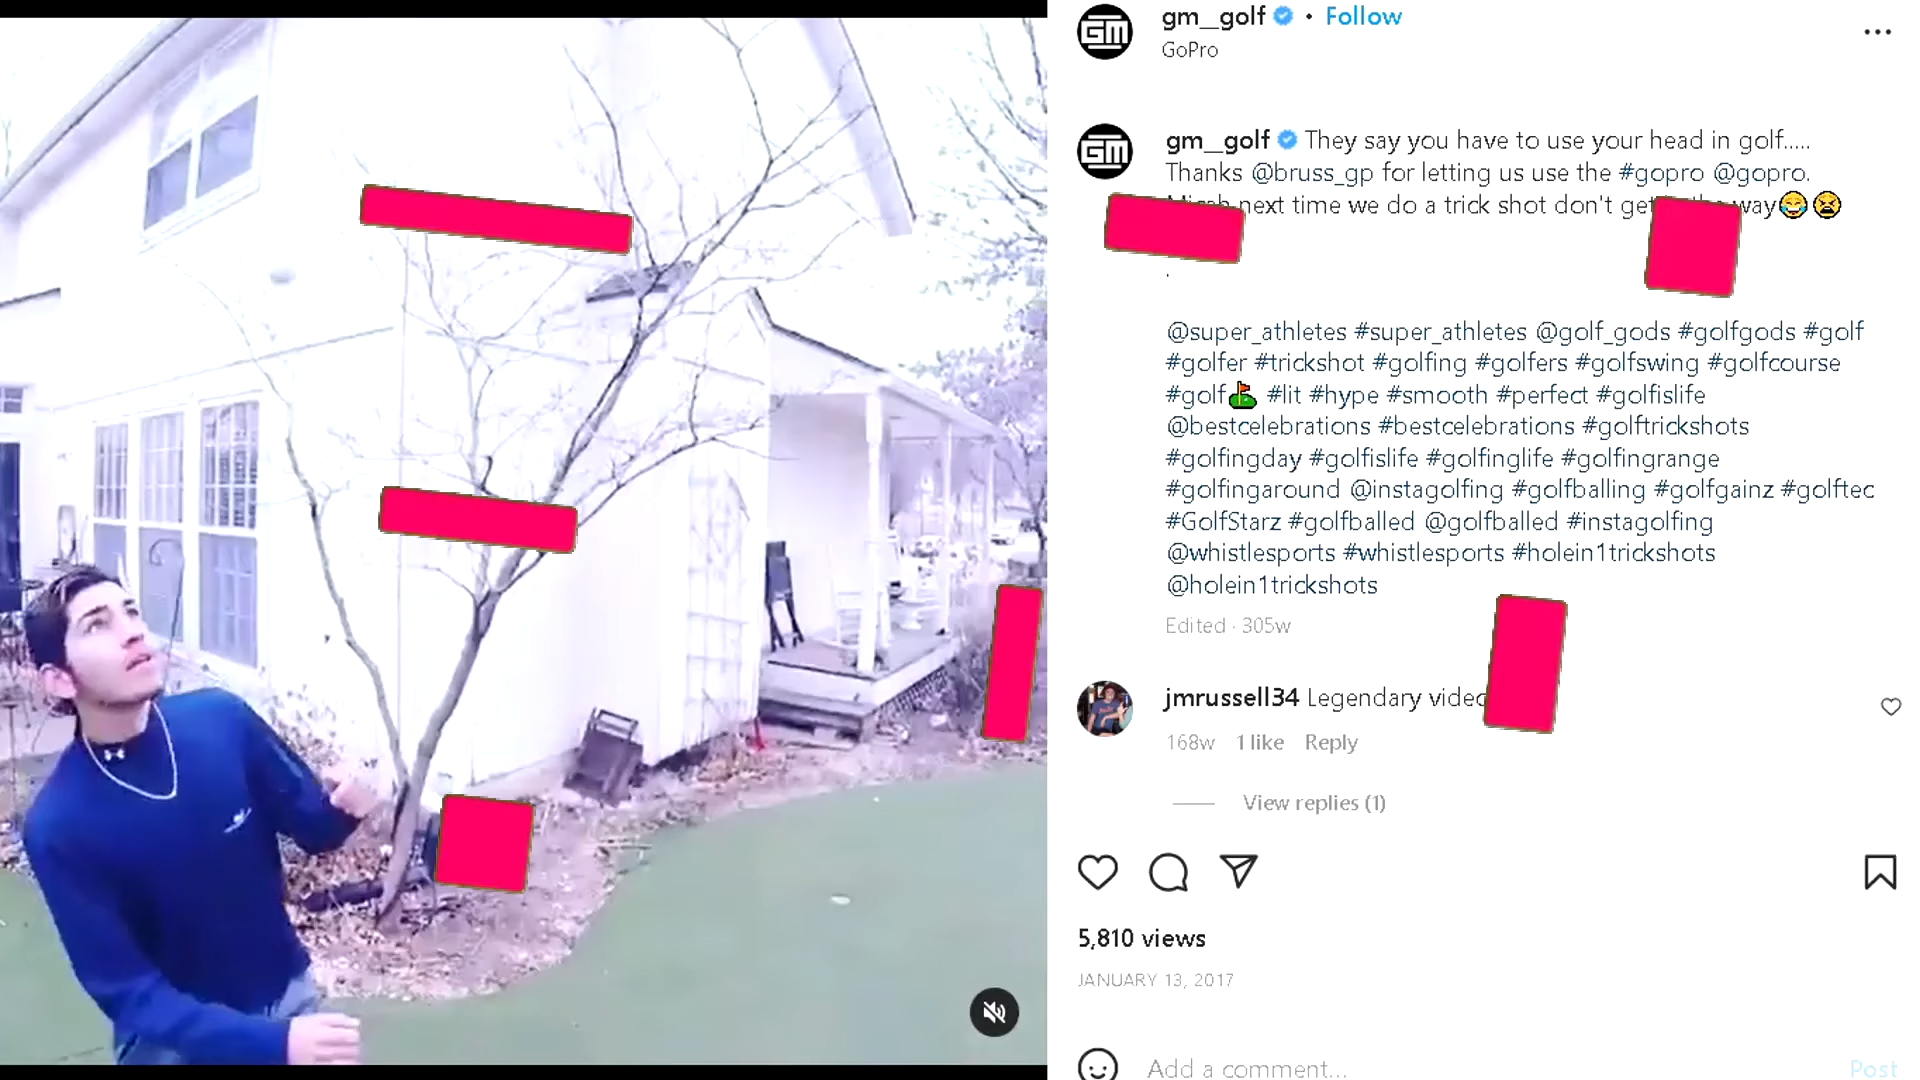 gm__golf • Follow
GoPro
gm__golf They say you have to use your head in golf.....
Thanks @bruss_gp for letting us use the #gopro @gopro.
next time we do a trick shot don't get way😂😫
.
@super_athletes #super_athletes @golf_gods #golfgods #golf
#golfer #trickshot #golfing #golfers #golfswing #golfcourse
#golf⛳ #lit #hype #smooth #perfect #golfislife
@bestcelebrations #bestcelebrations #golftrickshots
#golfingday #golfislife #golfinglife #golfingrange
#golfingaround @instagolfing #golfballing #golfgainz #golftec
#GolfStarz #golfballed @golfballed #instagolfing
@whistlesports #whistlesports #holein1trickshots
@holein1trickshots
Edited · 305w
jmrussell34 Legendary video
168w 1 like Reply
View replies (1)
5,810 views
JANUARY 13, 2017
Add a comment... Post